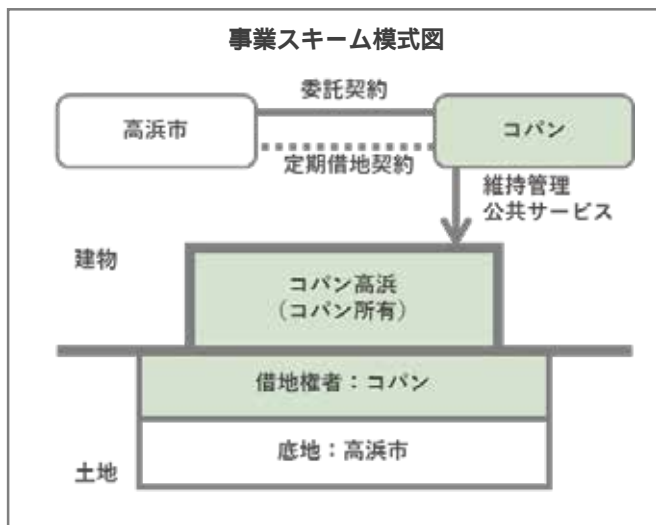 事業スキーム模式図
委託契約
高浜市
コパン
定期借地契約
維持管理
公共サービス
建物
コパン高浜
（コパン所有）
借地権者：コパン
底地：高浜市
土地